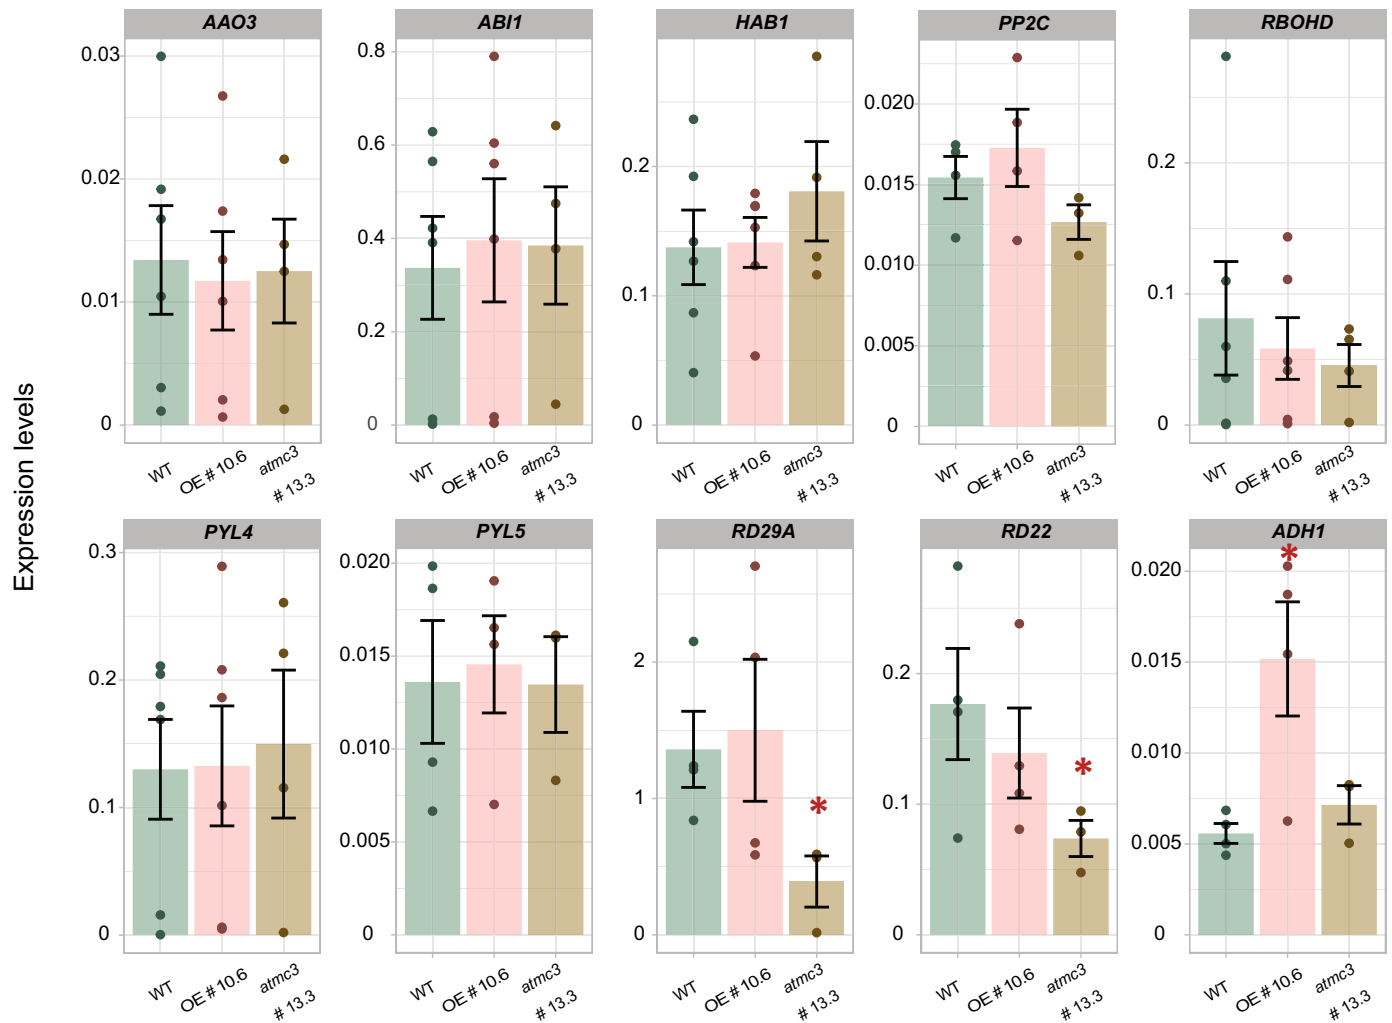 AAO3
ABI1
HAB1
PP2C
RBOHD
0.03
0.02
0.01
0
0.8
0.6
0.4
0.2
0
0.2
0.1
0
0.020
0.015
0.010
0.005
0
0.2
0.1
0
WT
OE # 10.6
atmc3
# 13.3
WT
OE # 10.6
atmc3
# 13.3
WT
OE # 10.6
atmc3
# 13.3
WT
OE # 10.6
atmc3
# 13.3
WT
OE # 10.6
atmc3
# 13.3
Expression levels
PYL4
PYL5
RD29A
RD22
ADH1
0.3
0.2
0.1
0
0.020
0.015
0.010
0.005
0
2
1
0
0.2
0.1
0
0.020
0.015
0.010
0.005
0
*
*
*
WT
OE # 10.6
atmc3
# 13.3
WT
OE # 10.6
atmc3
# 13.3
WT
OE # 10.6
atmc3
# 13.3
WT
OE # 10.6
atmc3
# 13.3
WT
OE # 10.6
atmc3
# 13.3